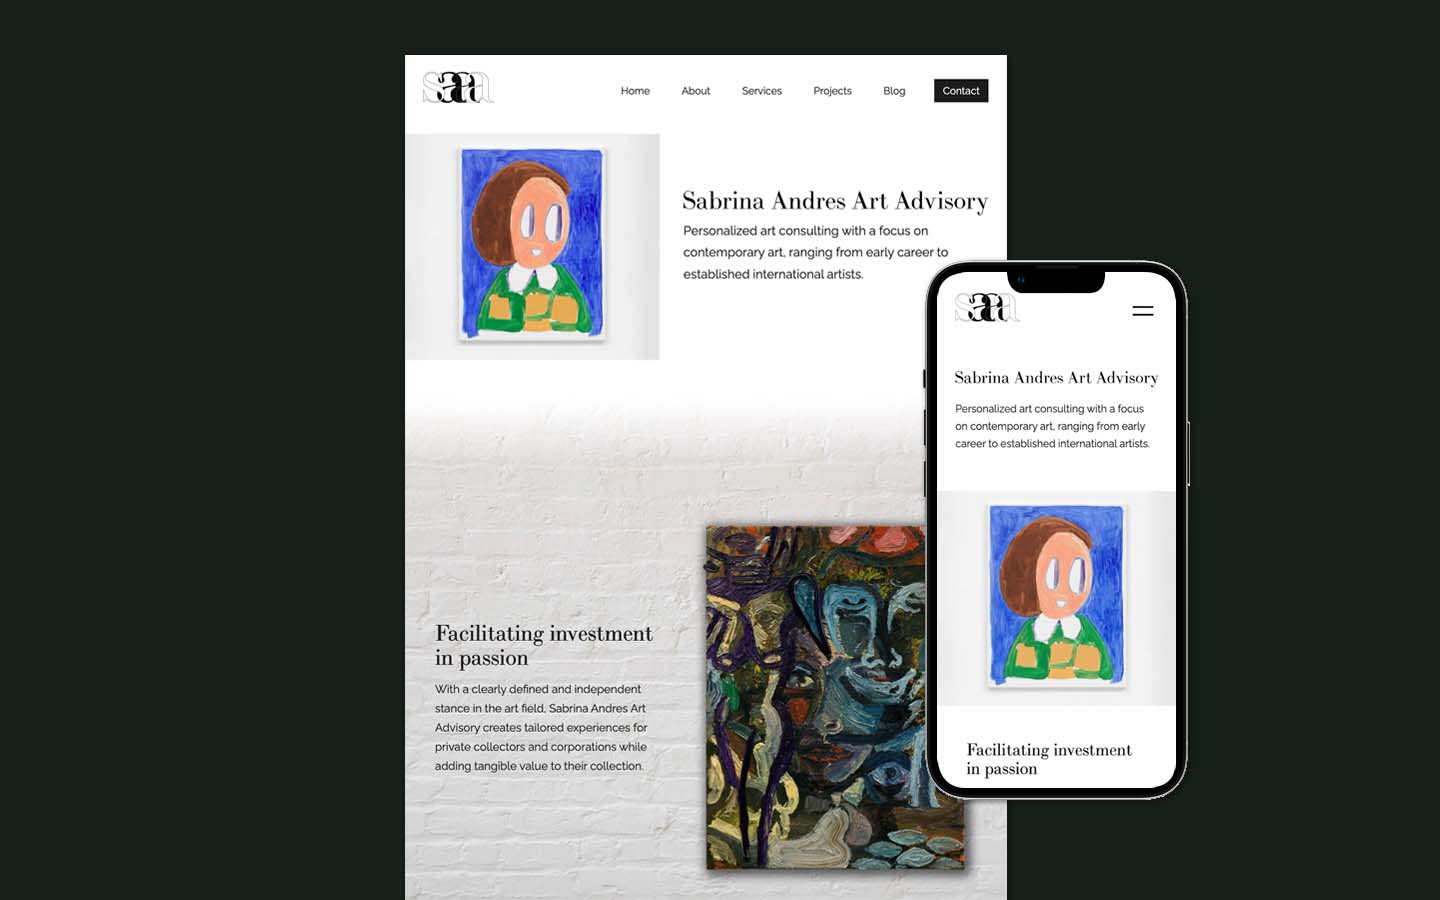 saaa
Home
About
Services
Projects
Blog
Contact
Sabrina Andres Art Advisory
Personalized art consulting with a focus on
contemporary art, ranging from early career to
established international artists.
Facilitating investment
in passion
With a clearly defined and independent
stance in the art field, Sabrina Andres Art
Advisory creates tailored experiences for
private collectors and corporations while
adding tangible value to their collection.
saaa
Sabrina Andres Art Advisory
Personalized art consulting with a focus
on contemporary art, ranging from early
career to established international artists.
Facilitating investment
in passion